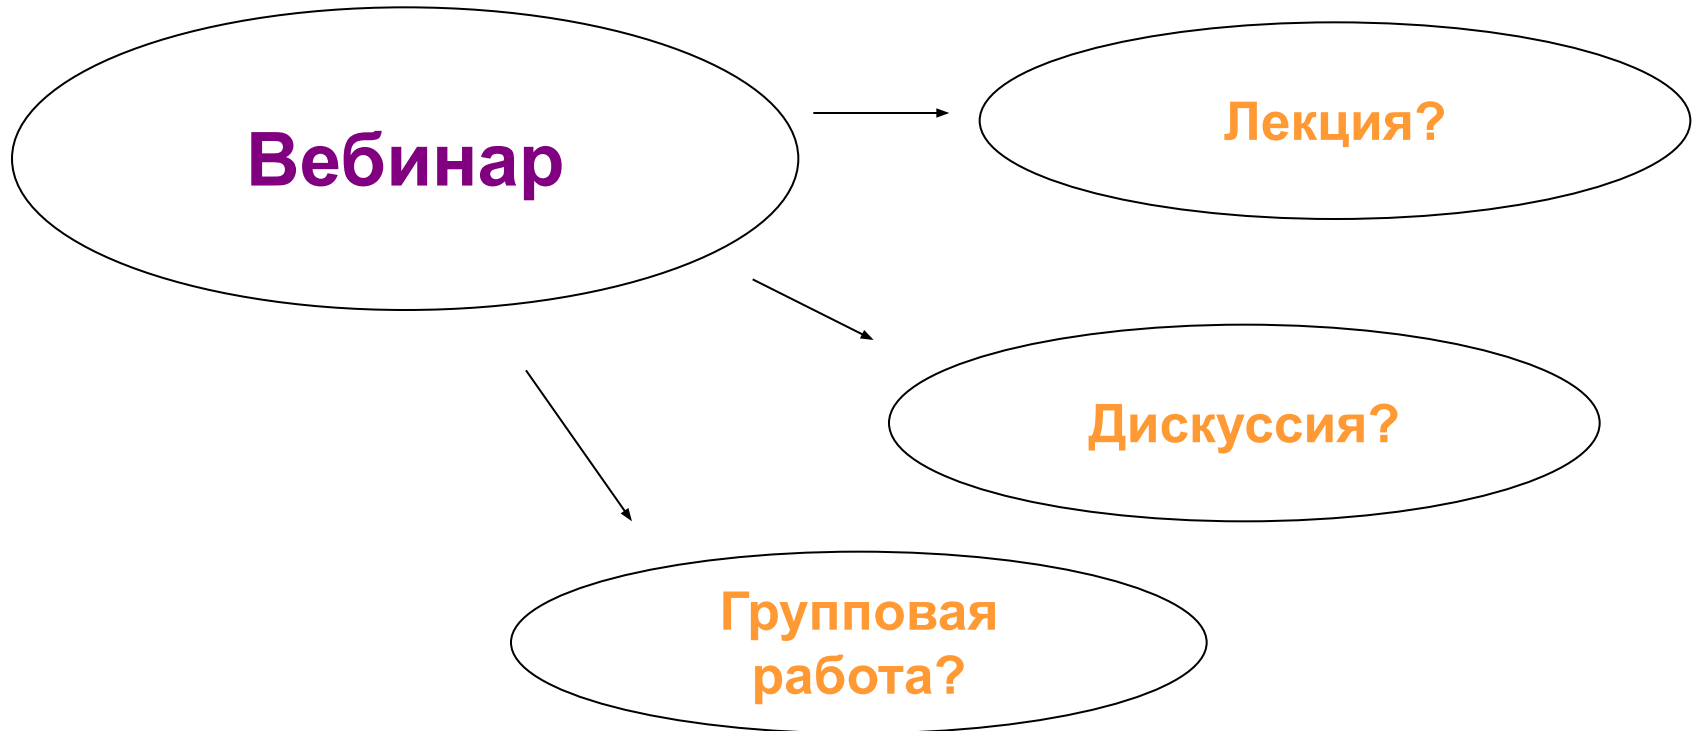 Вебинар
Лекция?
Дискуссия?
Групповая
работа?